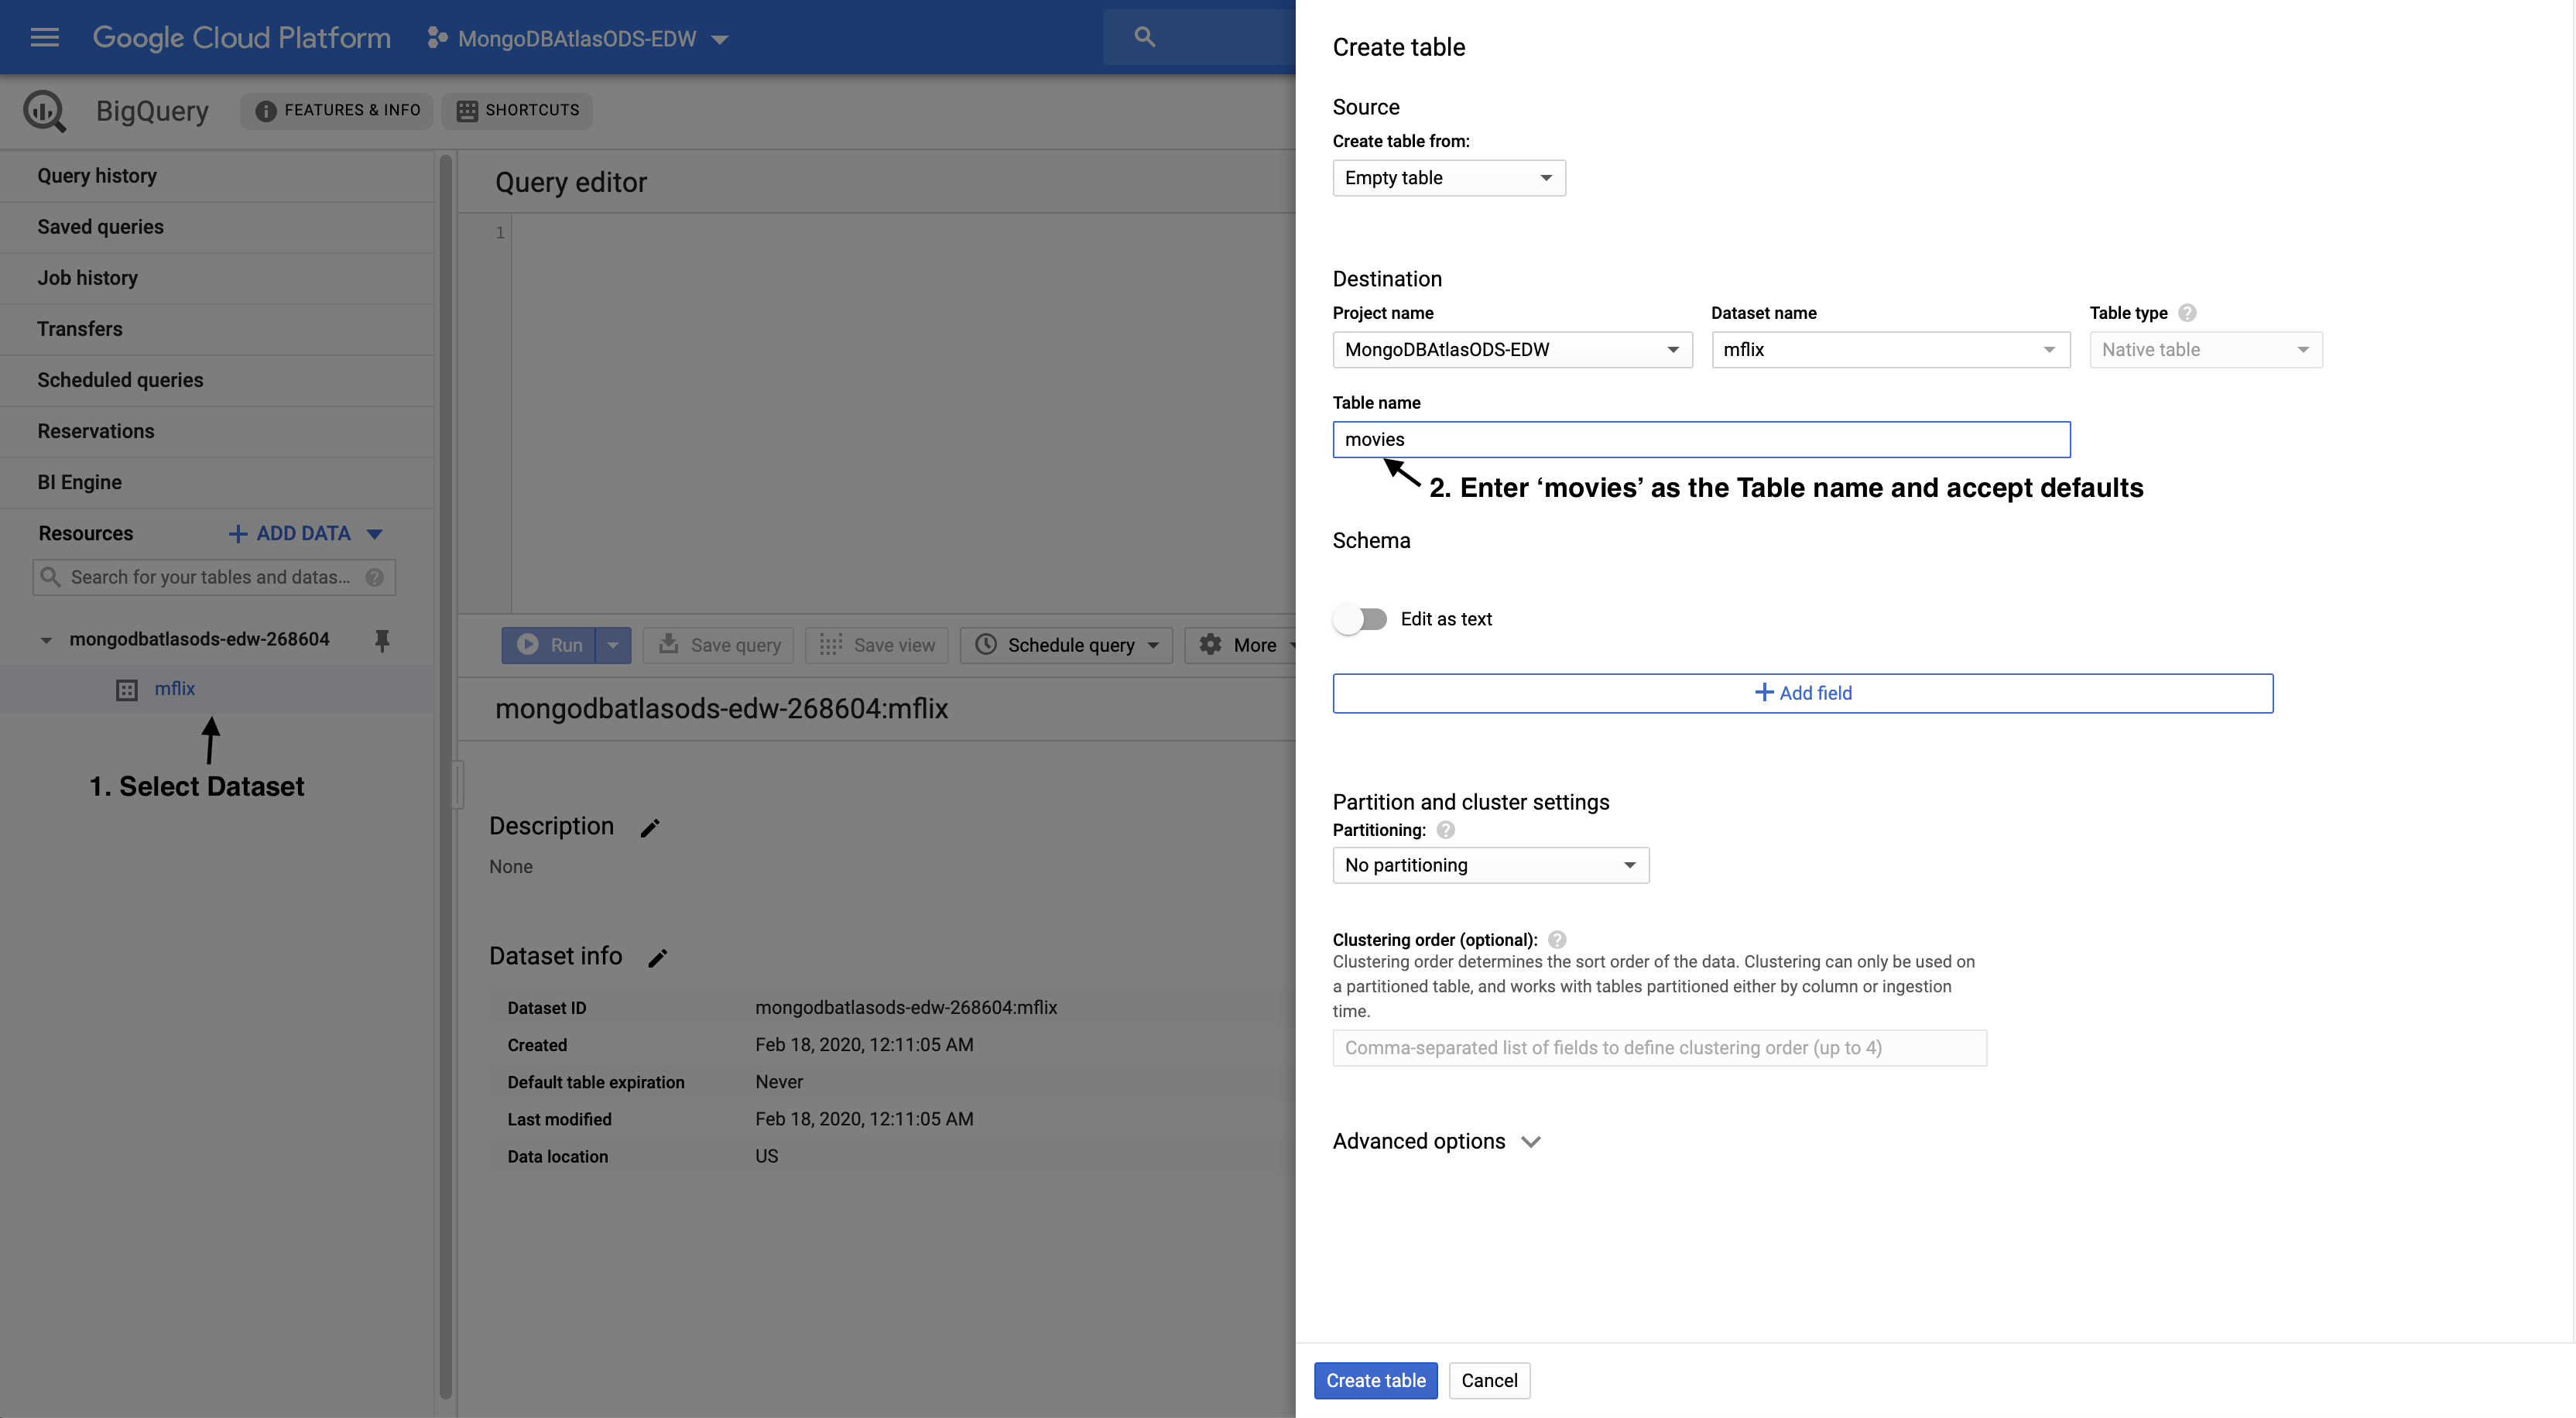 Google Cloud Platform
MongoDBAtlasODS-EDW
BigQuery
FEATURES & INFO
SHORTCUTS
Query history
Saved queries
Job history
Transfers
Scheduled queries
Reservations
BI Engine
Resources
ADD DATA
Search for your tables and datas... ?
mongodbatlasods-edw-268604
mflix
1. Select Dataset
Query editor
1
Run
Save query
Save view
Schedule query
More
mongodbatlasods-edw-268604:mflix
Description
None
Dataset info
Dataset ID mongodbatlasods-edw-268604:mflix
Created Feb 18, 2020, 12:11:05 AM
Default table expiration Never
Last modified Feb 18, 2020, 12:11:05 AM
Data location US
Create table
Source
Create table from:
Empty table
Destination
Project name Dataset name Table type ?
MongoDBAtlasODS-EDW mflix Native table
Table name
movies
2. Enter ‘movies’ as the Table name and accept defaults
Schema
Edit as text
+ Add field
Partition and cluster settings
Partitioning: ?
No partitioning
Clustering order (optional): ?
Clustering order determines the sort order of the data. Clustering can only be used on
a partitioned table, and works with tables partitioned either by column or ingestion
time.
Comma-separated list of fields to define clustering order (up to 4)
Advanced options
Create table
Cancel